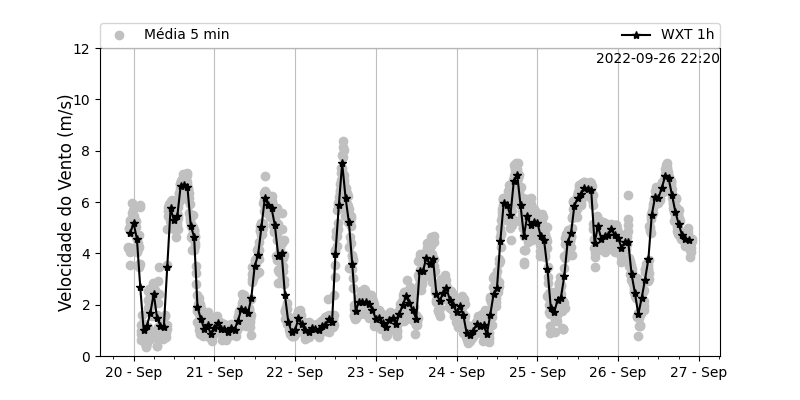 Média 5 min
WXT 1h
2022-09-26 22:20
Velocidade do Vento (m/s)
12
10
8
6
4
2
0
20 - Sep 21 - Sep 22 - Sep 23 - Sep 24 - Sep 25 - Sep 26 - Sep 27 - Sep